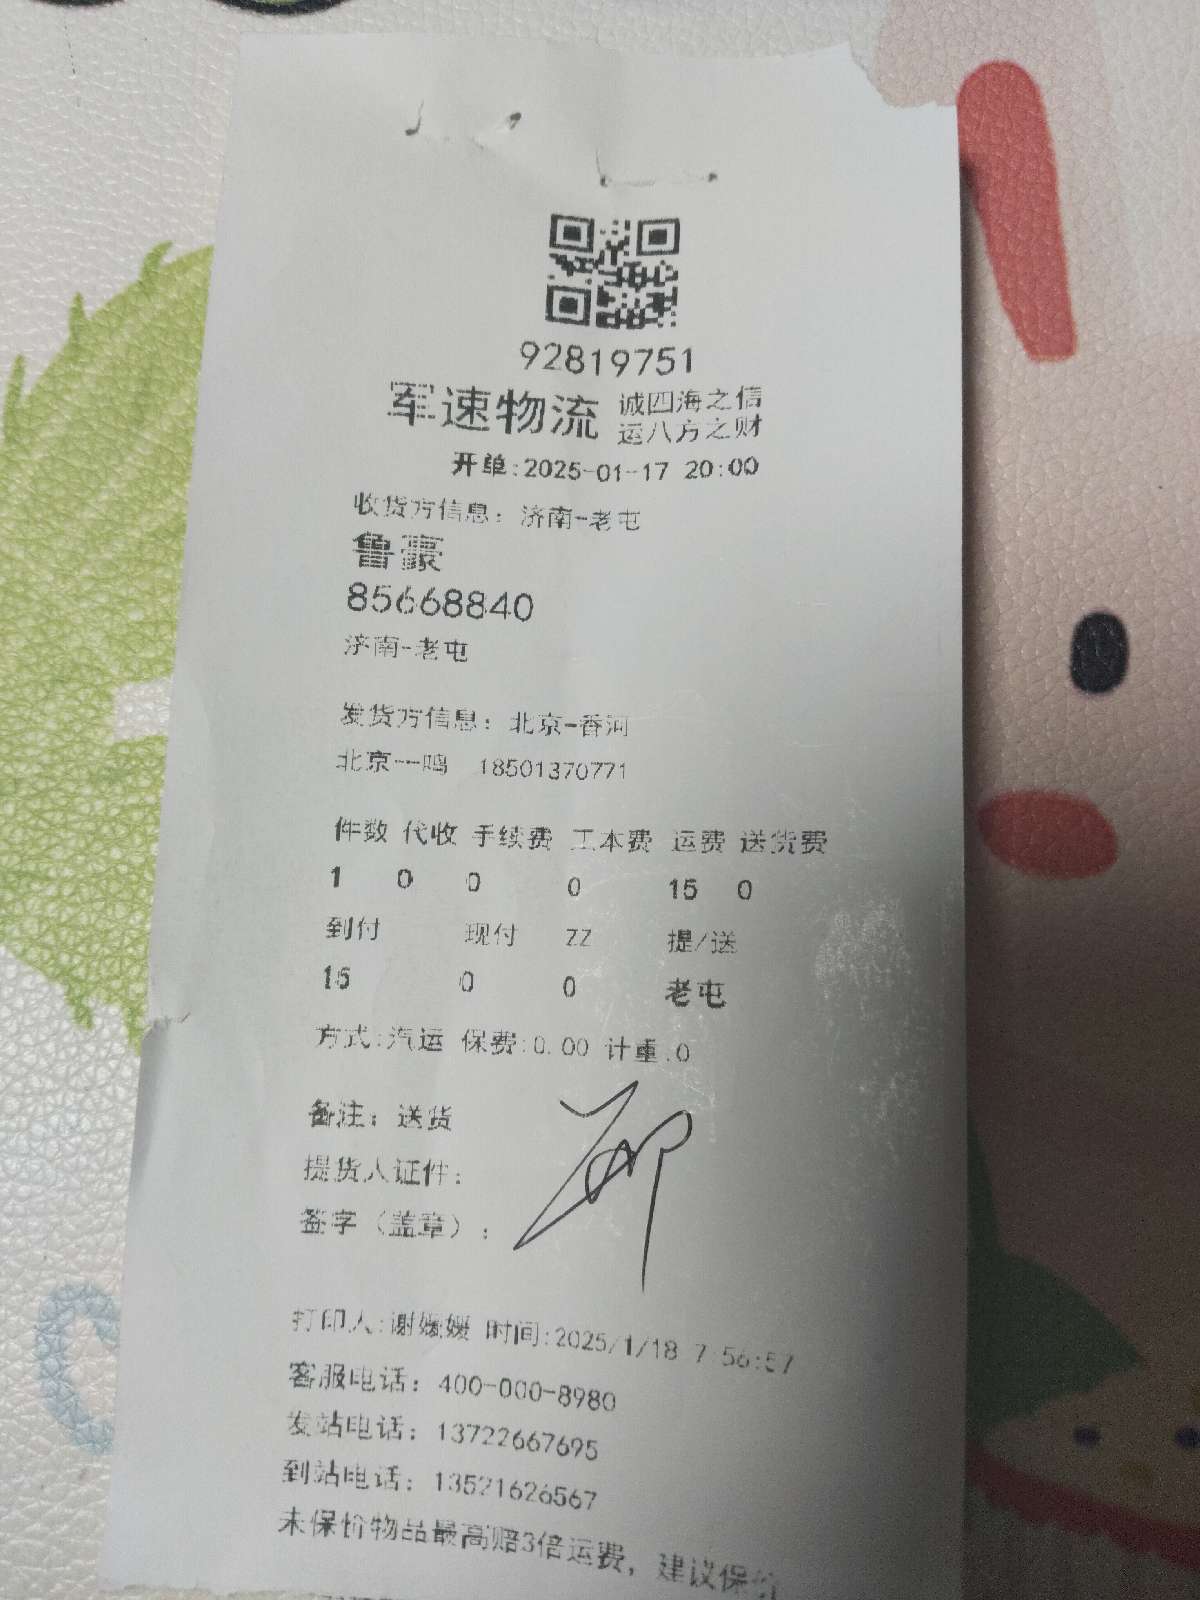 92819751
军速物流 诚四海之信
运八方之财
开单:2025-01-17 20:00
收货方信息：济南-老屯
鲁豪
85668840
济南-老屯
发货方信息：北京-香河
北京一鸣 18501370771
件数 代收 手续费 工本费 运费 送货费
1 0 0 0 15 0
到付 现付 ZZ 提/送
15 0 0 老屯
方式:汽运 保费:0.00 计重:0
备注：送货
提货人证件：
签字（盖章）：
打印人:谢媛媛 时间:2025/1/18 7:56:57
客服电话：400-000-8980
发站电话：13722667695
到站电话：13521626567
未保价物品最高赔3倍运费，建议保价